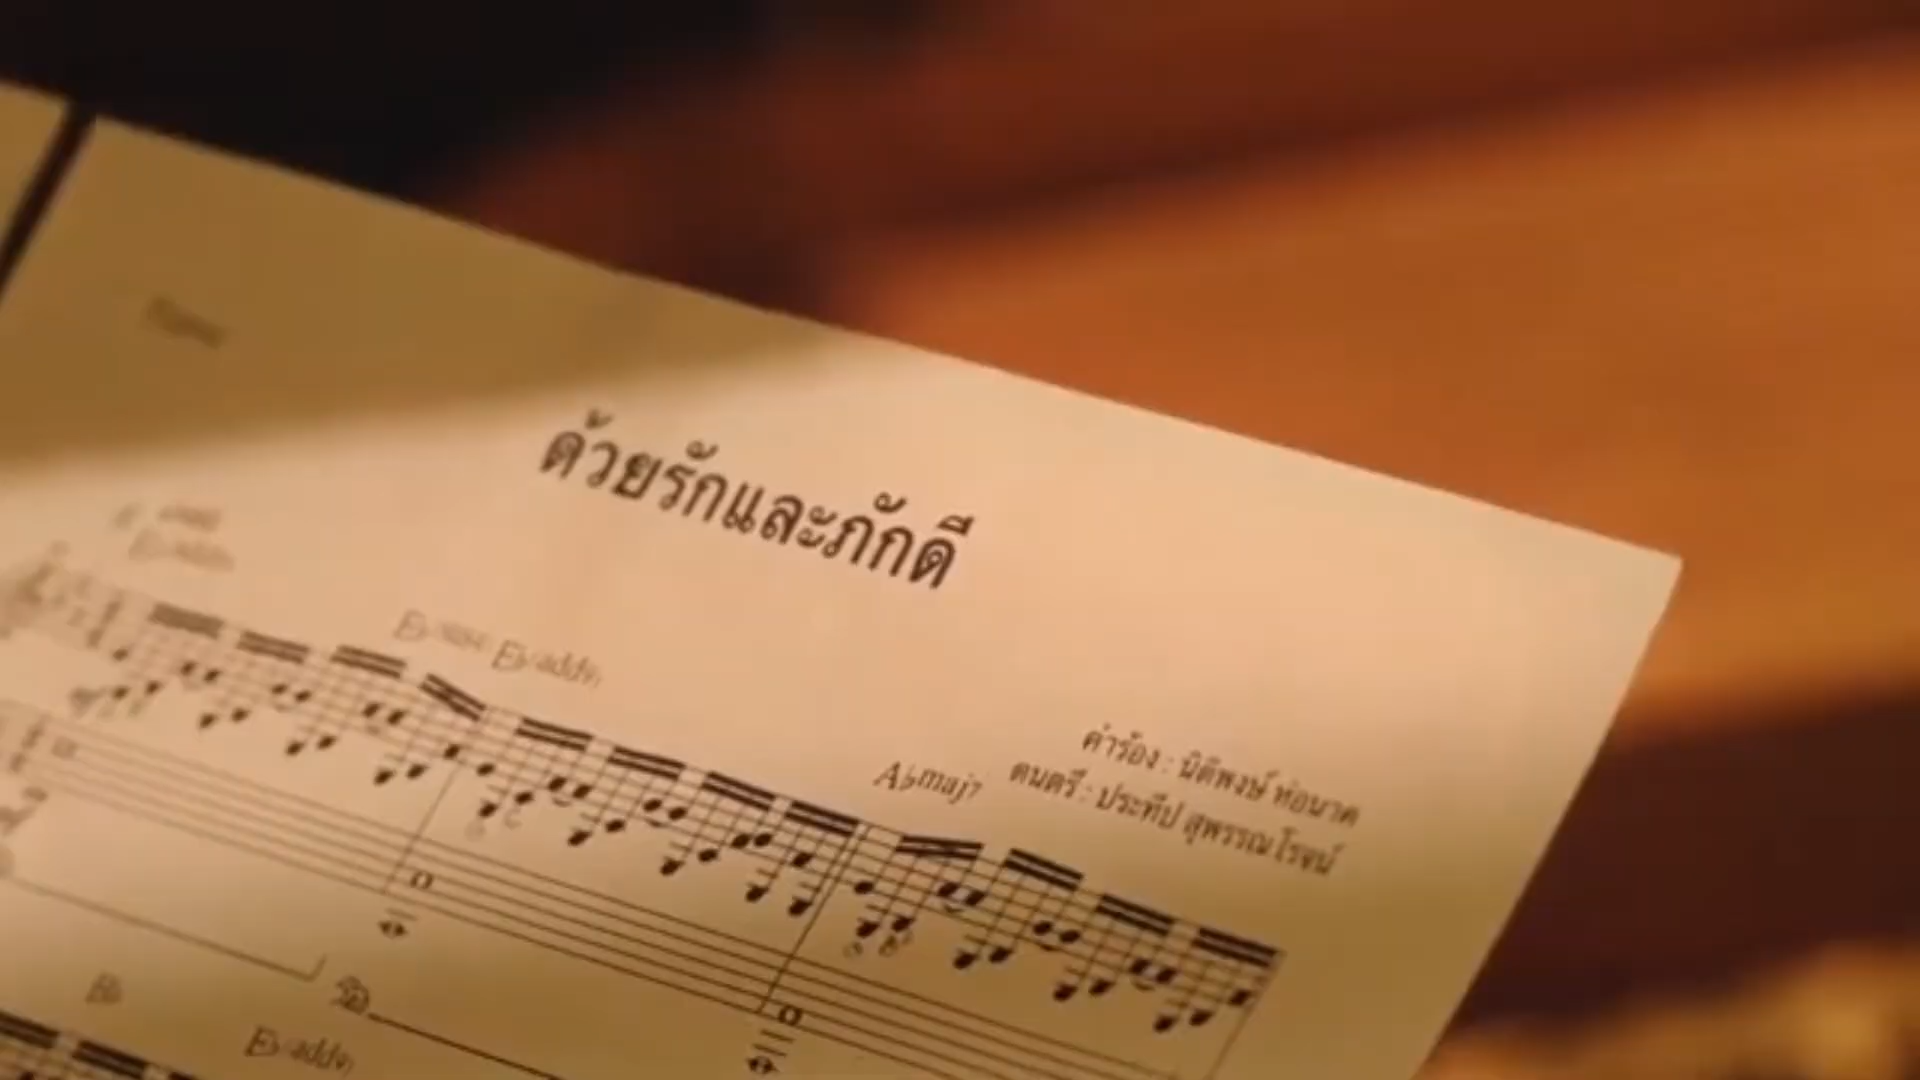 ด้วยรักและภักดี
คำร้อง : นิติพงษ์ ห่อนาค
ดนตรี : ประทีป สุพรรณโรจน์
A♭maj7
B♭